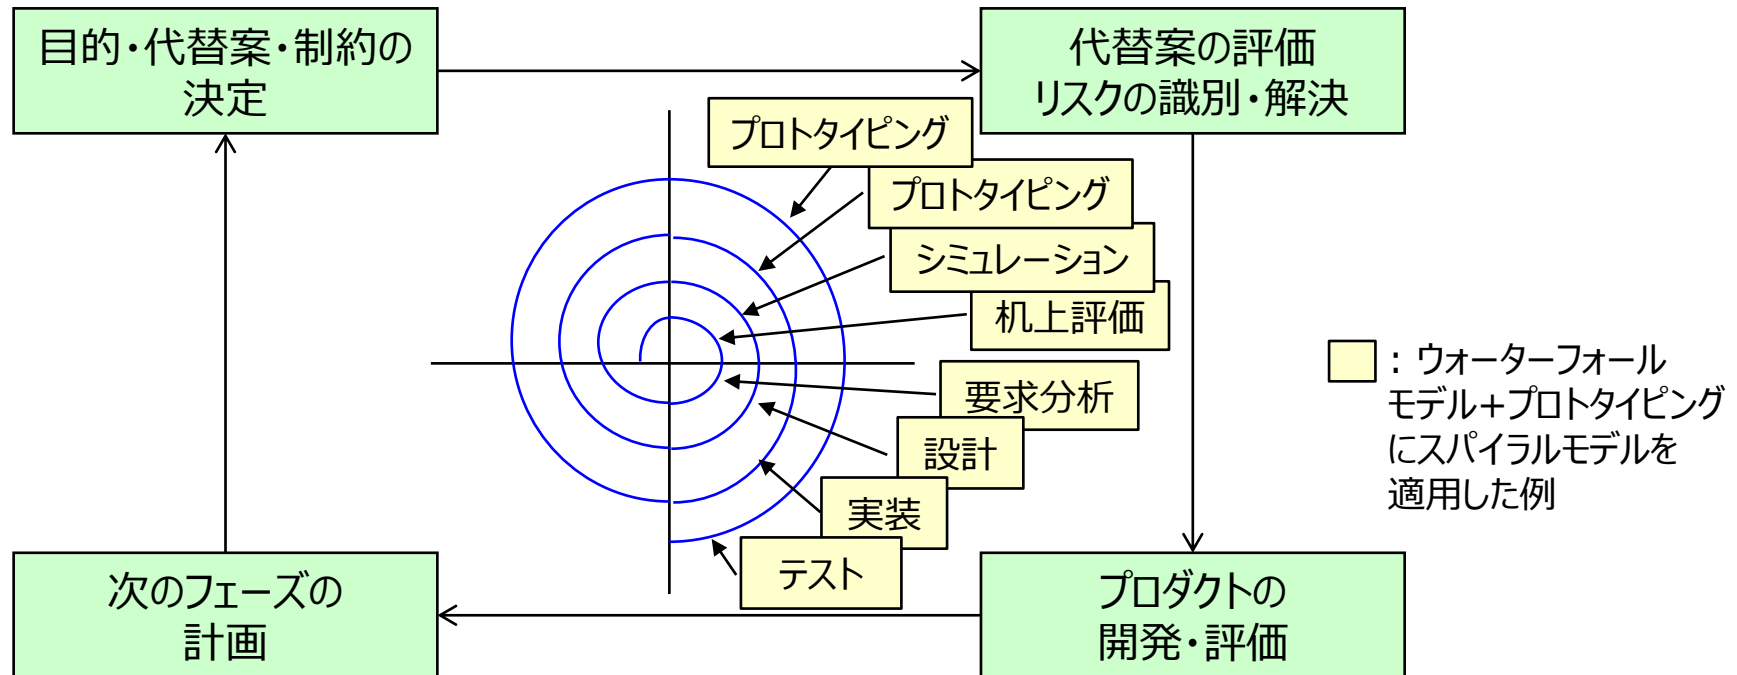 目的・代替案・制約の
決定
代替案の評価
リスクの識別・解決
プロトタイピング
プロトタイピング
シミュレーション
机上評価
要求分析
設計
実装
テスト
：ウォーターフォール
モデル+プロトタイピング
にスパイラルモデルを
適用した例
次のフェーズの
計画
プロダクトの
開発・評価